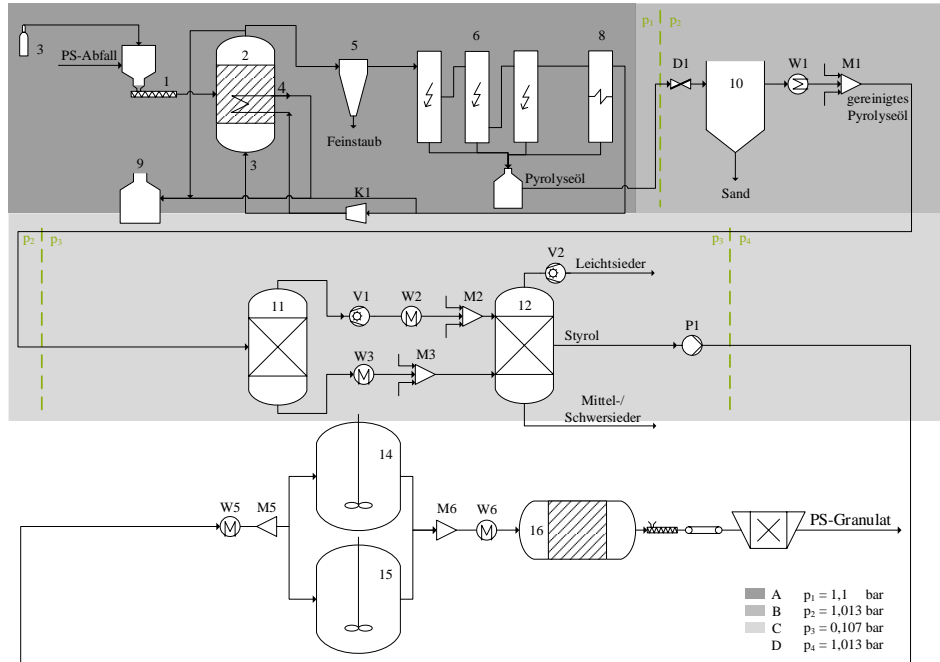 p₁ p₂
3
PS-Abfall
1
2
4
3
5
Feinstaub
6
8
Pyrolyseöl
9
K1
D1
10
Sand
W1
M1
gereinigtes
Pyrolyseöl
p₂ p₃
p₃ p₄
11
V1
W2
M2
W3
M3
12
V2
Leichtsieder
Styrol
P1
Mittel-/
Schwersieder
14
W5
M5
15
M6
W6
16
PS-Granulat
A p₁ = 1,1 bar
B p₂ = 1,013 bar
C p₃ = 0,107 bar
D p₄ = 1,013 bar